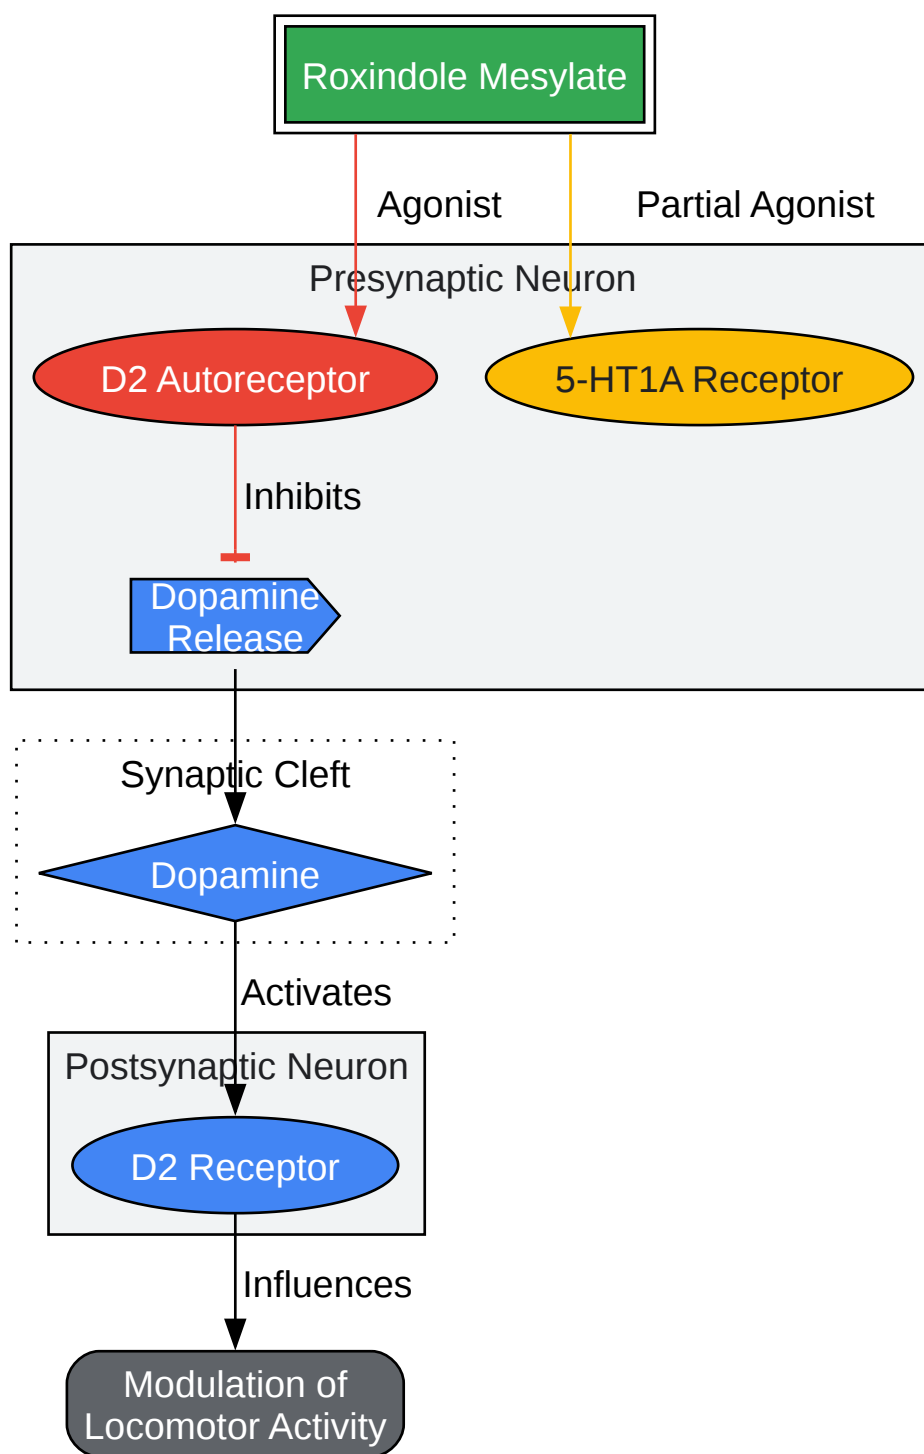 Roxindole Mesylate
Agonist
Partial Agonist
Presynaptic Neuron
D2 Autoreceptor
5-HT1A Receptor
Inhibits
Dopamine
Release
Synaptic Cleft
Dopamine
Activates
Postsynaptic Neuron
D2 Receptor
Influences
Modulation of
Locomotor Activity